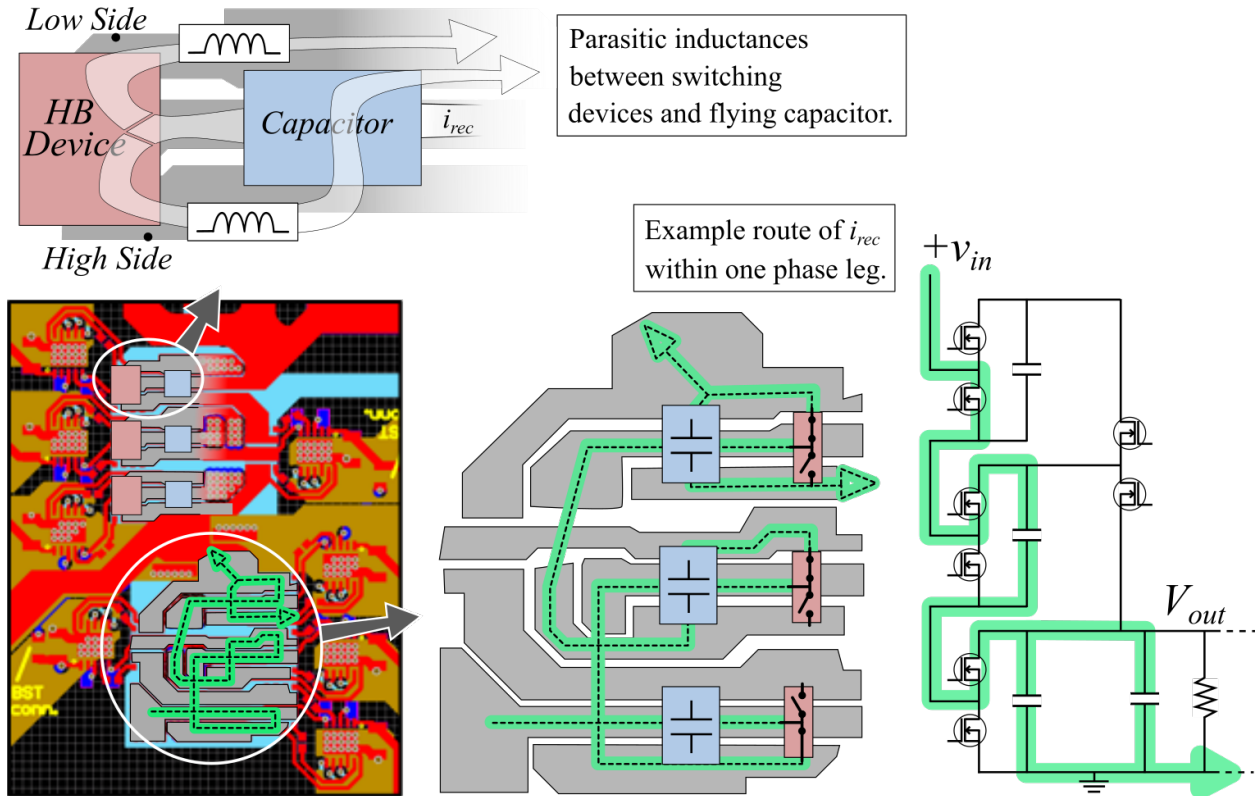 Low Side
HB
Device
Capacitor
i_rec
High Side
Parasitic inductances
between switching
devices and flying capacitor.
Example route of i_rec
within one phase leg.
+v_in
V_out
BST
conn.